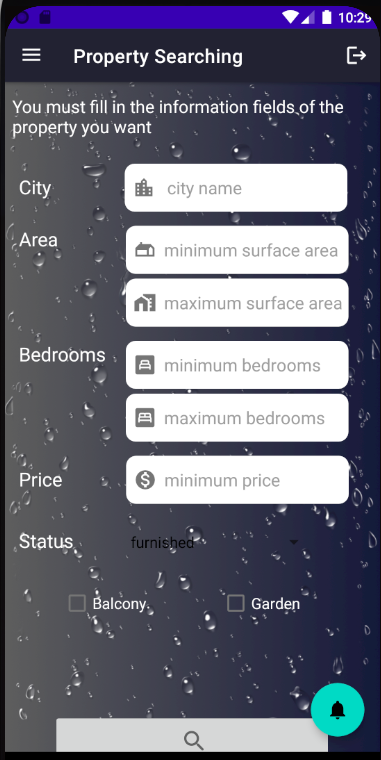 10:29
Property Searching
You must fill in the information fields of the
property you want
City
city name
Area
minimum surface area
maximum surface area
Bedrooms
minimum bedrooms
maximum bedrooms
Price
minimum price
Status
furnished
Balcony
Garden